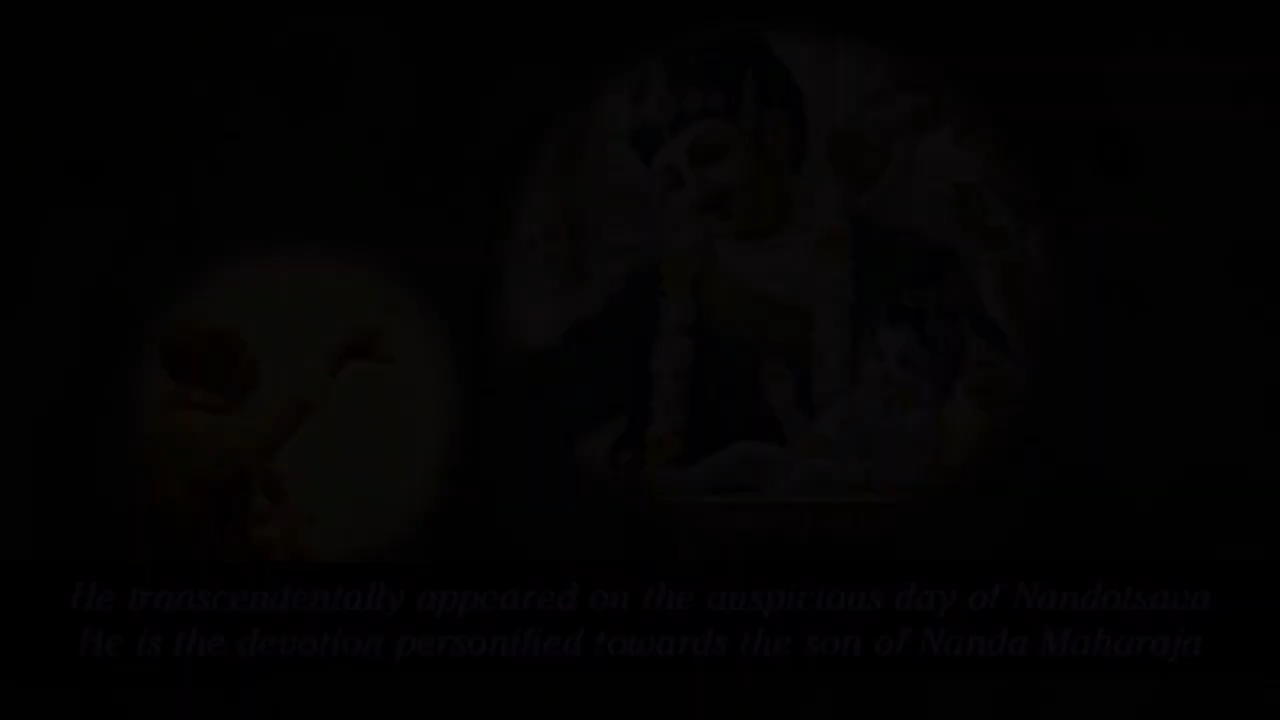 He transcendentally appeared on the auspicious day of Nandotsava
He is the devotion personified towards the son of Nanda Maharaja